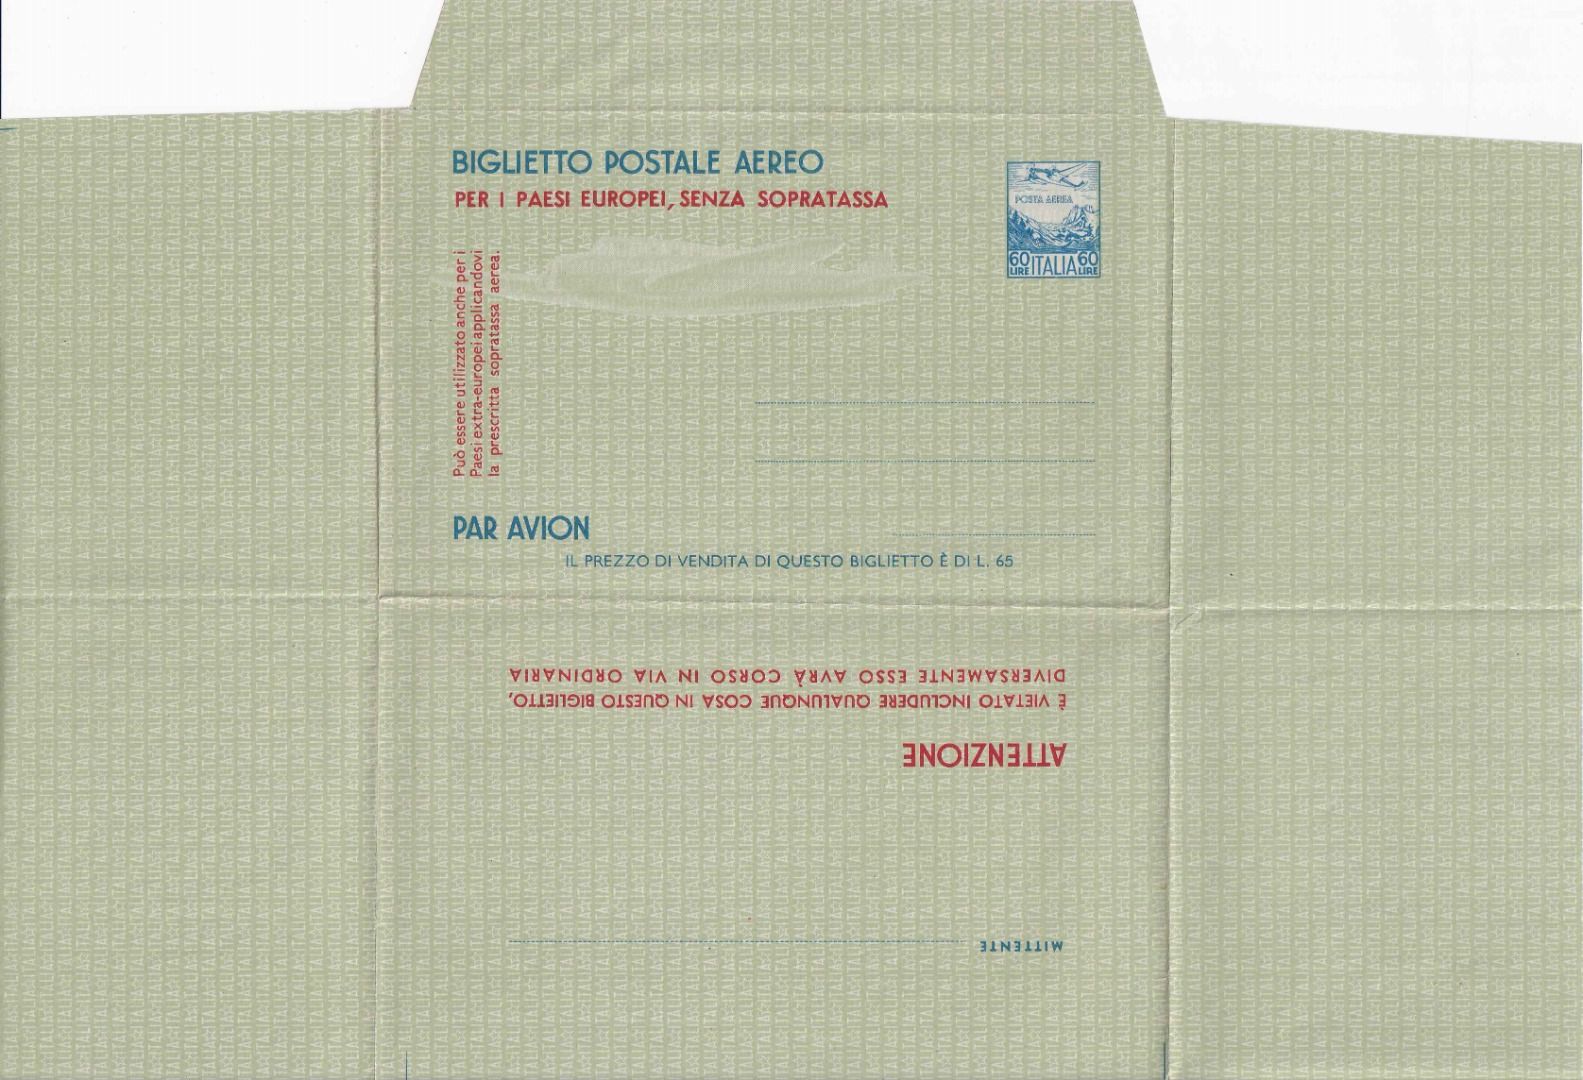 BIGLIETTO POSTALE AEREO
PER I PAESI EUROPEI, SENZA SOPRATASSA
POSTA AEREA
60 ITALIA 60
LIRE LIRE
Può essere utilizzato anche per i
Paesi extra-europei applicandovi
la prescritta sopratassa aerea.
PAR AVION
IL PREZZO DI VENDITA DI QUESTO BIGLIETTO È DI L. 65
ATTENZIONE
È VIETATO INCLUDERE QUALUNQUE COSA IN QUESTO BIGLIETTO,
DIVERSAMENTE ESSO AVRÀ CORSO IN VIA ORDINARIA
MITTENTE